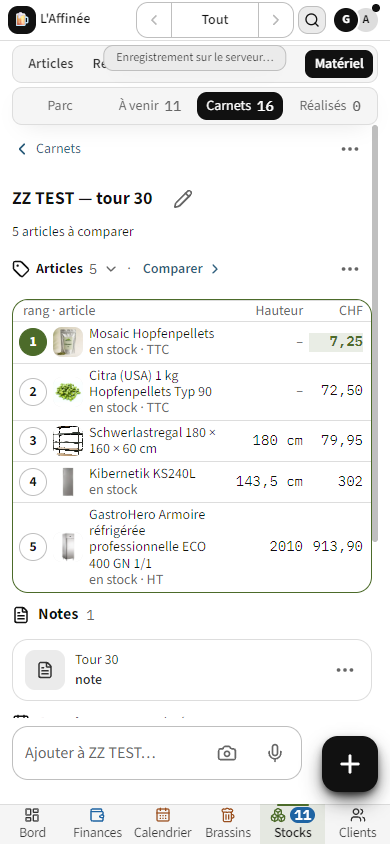 L'Affinée
Tout
G
A
Articles
Enregistrement sur le serveur…
Matériel
Parc
À venir 11
Carnets 16
Réalisés 0
Carnets
ZZ TEST — tour 30
5 articles à comparer
Articles 5 · Comparer
rang · article Hauteur CHF
1 Mosaic Hopfenpellets – 7,25
en stock · TTC
2 Citra (USA) 1 kg
Hopfenpellets Typ 90 – 72,50
en stock · TTC
3 Schwerlastregal 180 ×
160 × 60 cm 180 cm 79,95
4 Kibernetik KS240L 143,5 cm 302
en stock
GastroHero Armoire
réfrigérée
5 professionnelle ECO 2010 913,90
400 GN 1/1
en stock · HT
Notes 1
Tour 30
note
Ajouter à ZZ TEST…
11
Bord
Finances
Calendrier
Brassins
Stocks
Clients